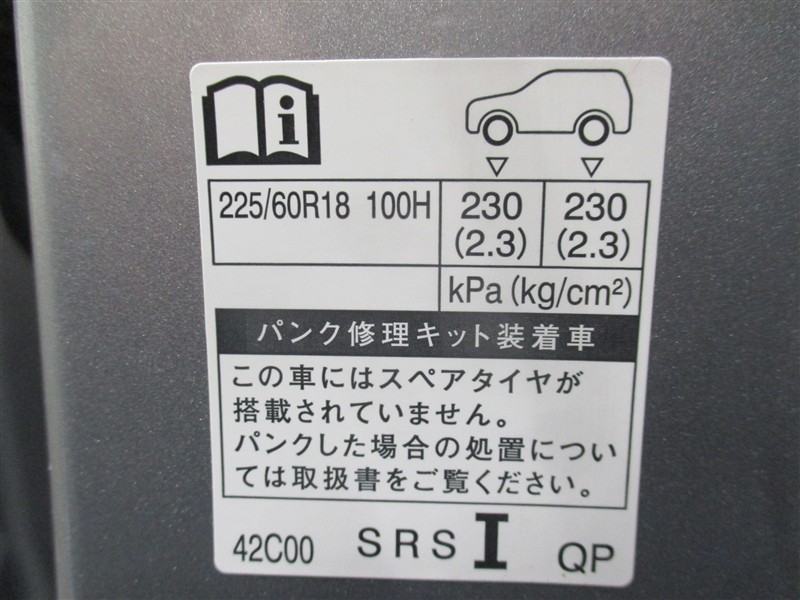 i
225/60R18 100H 230 230
(2.3) (2.3)
kPa(kg/cm²)
パンク修理キット装着車
この車にはスペアタイヤが
搭載されていません。
パンクした場合の処置につい
ては取扱書をご覧ください。
42C00 SRS I QP